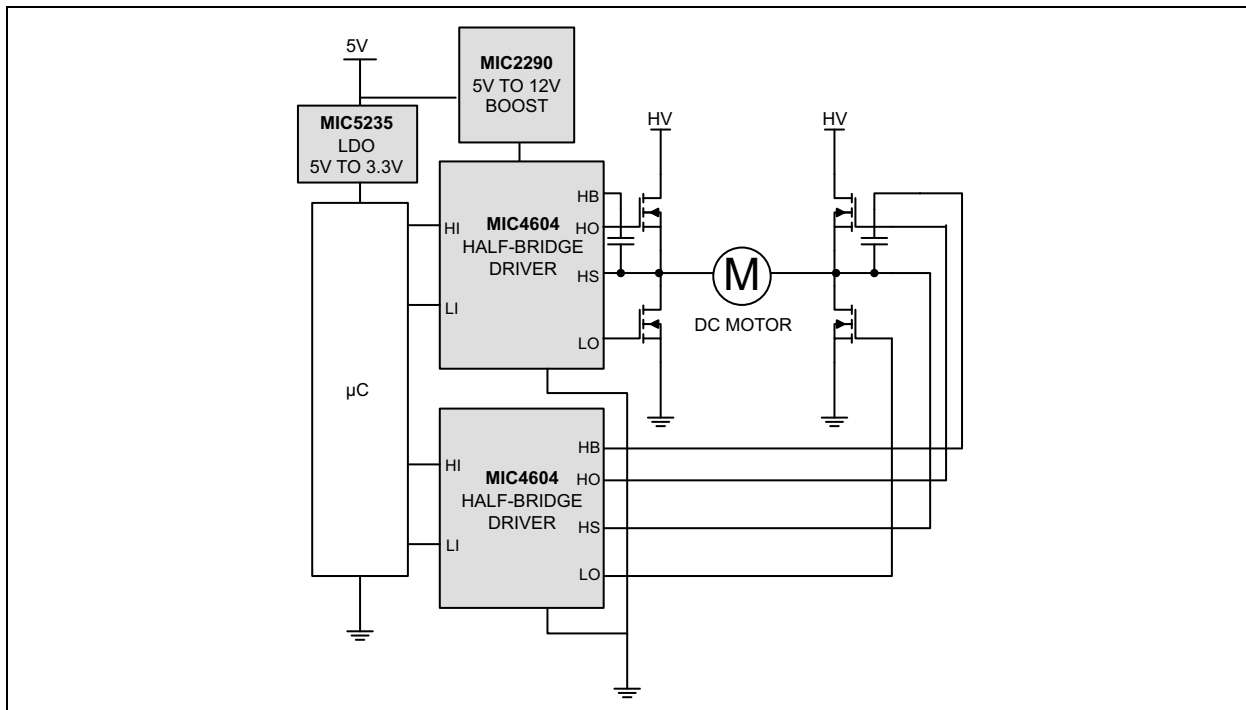 5V
MIC2290
5V TO 12V
BOOST
MIC5235
LDO
5V TO 3.3V
HV
HV
HB
HI
MIC4604
HO
HALF-BRIDGE
DRIVER
HS
M
LI
DC MOTOR
LO
µC
HB
HI
MIC4604
HO
HALF-BRIDGE
DRIVER
HS
LI
LO